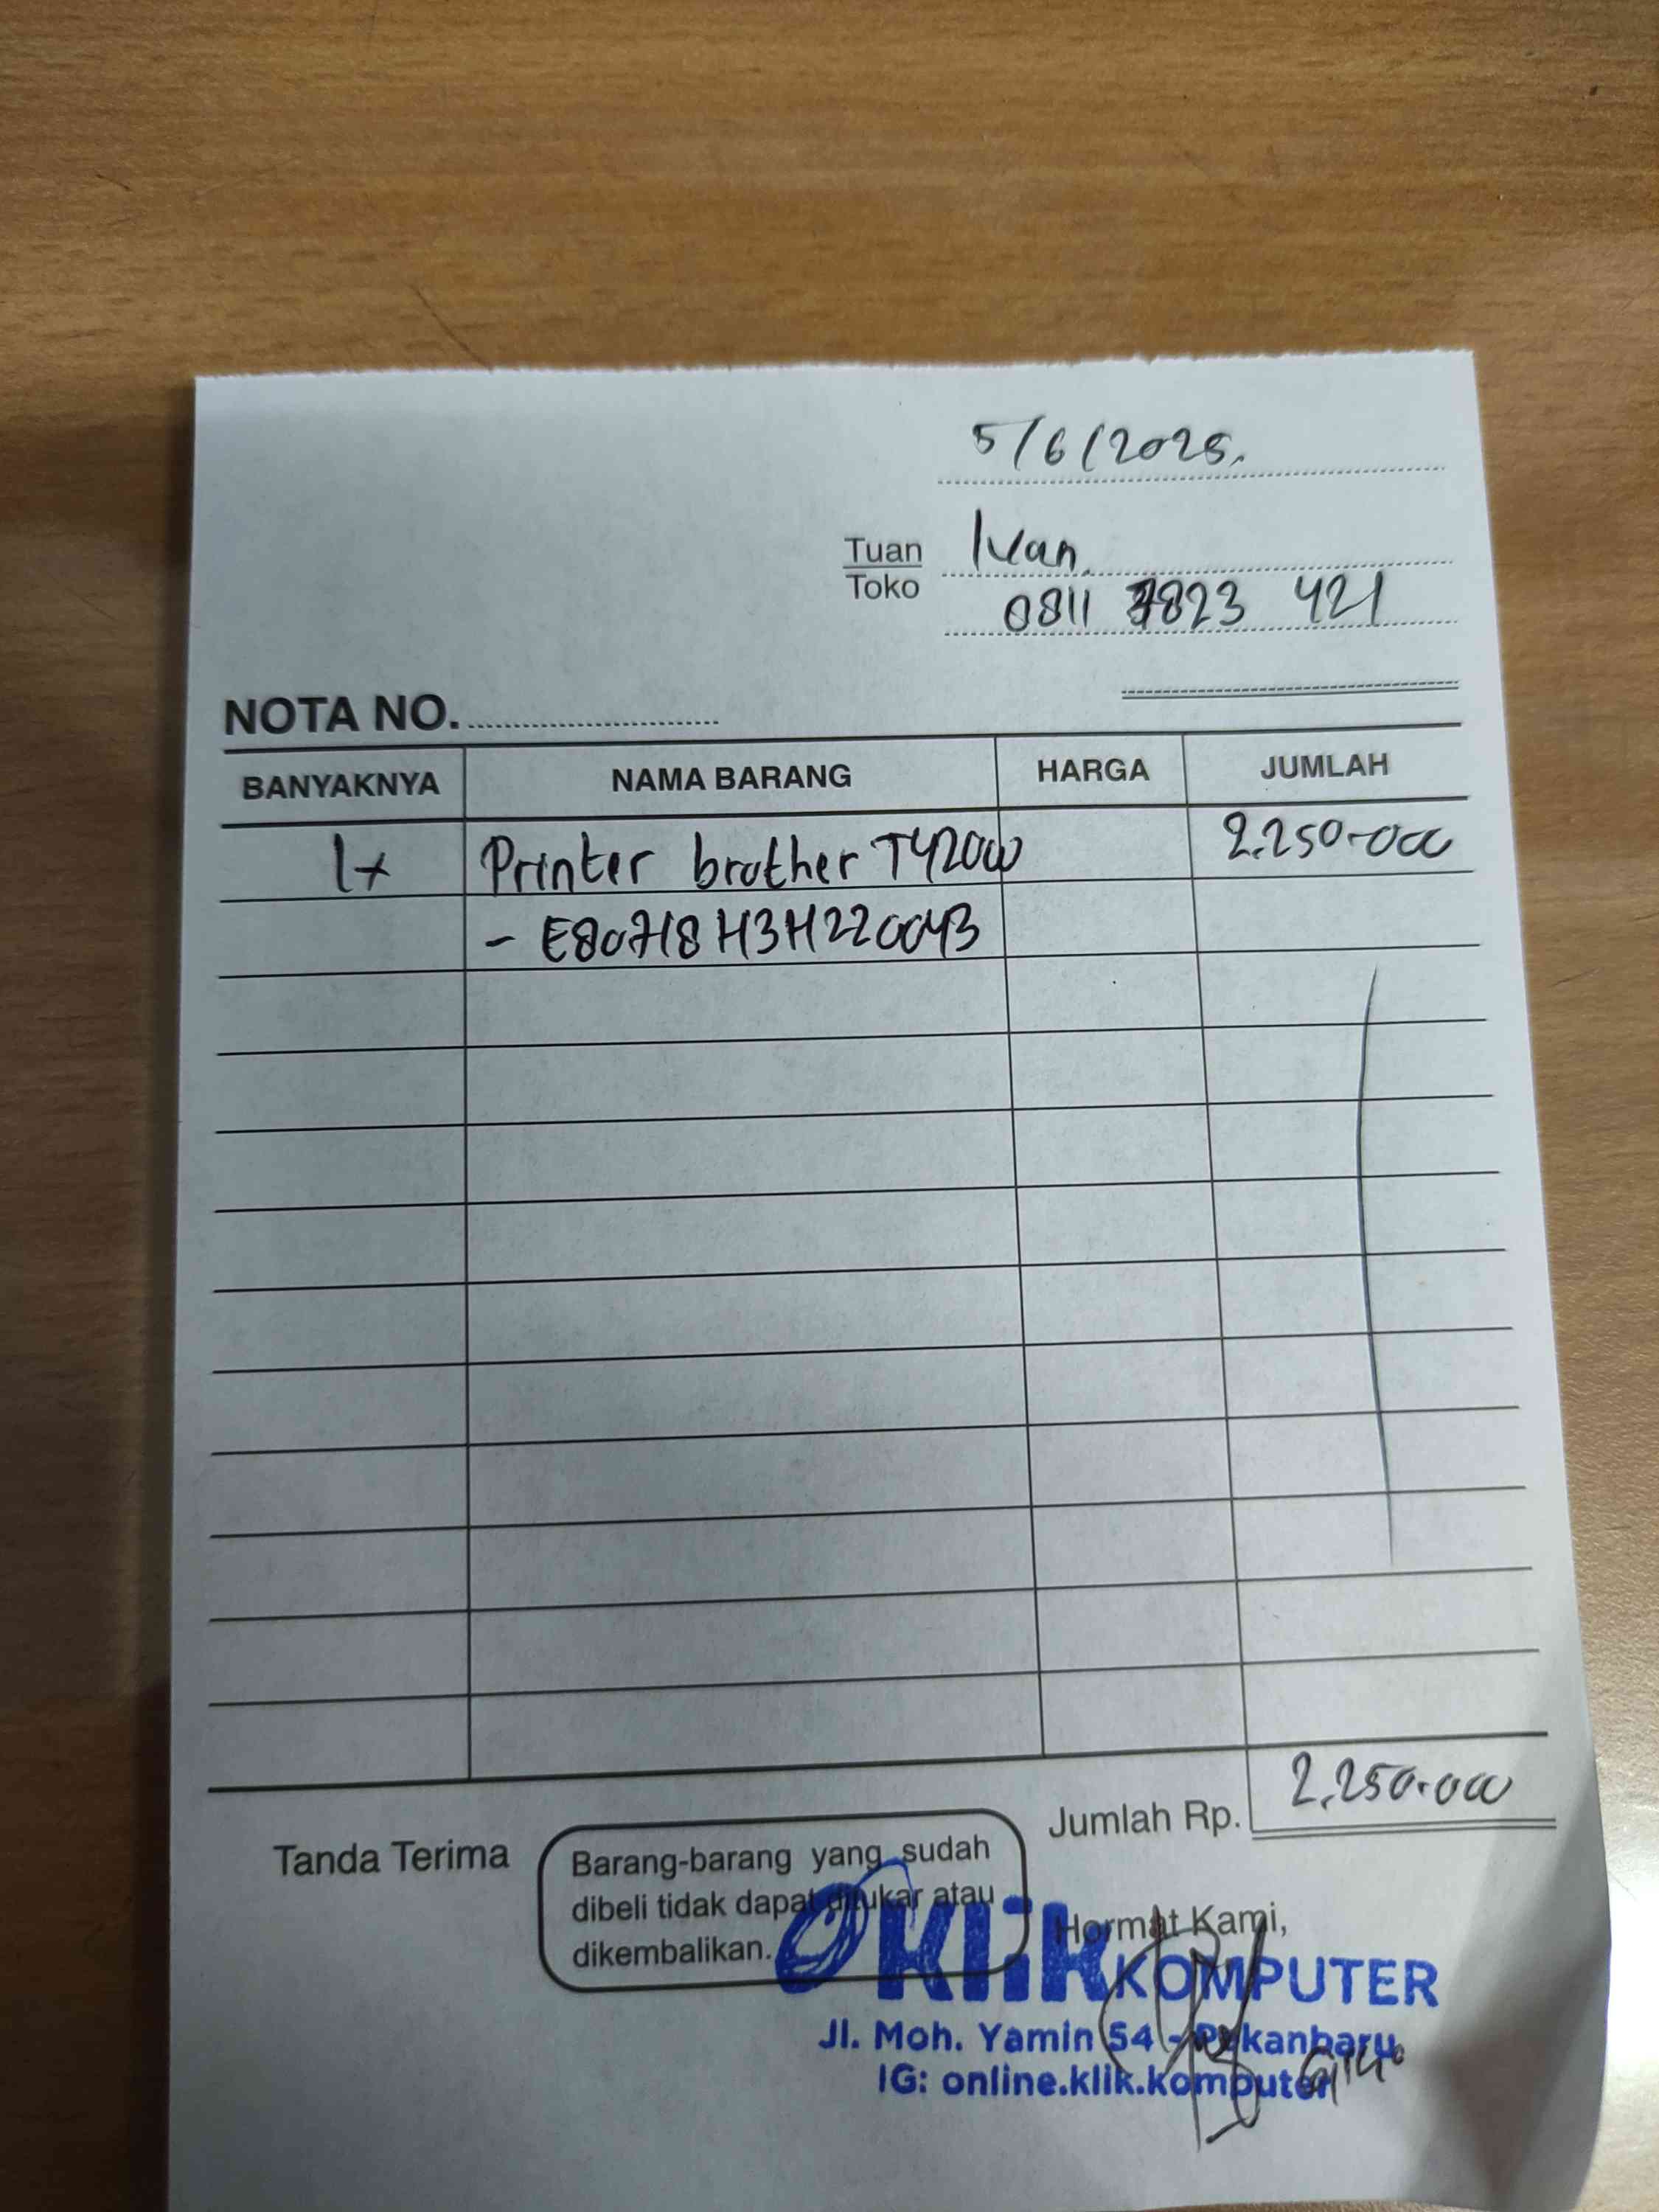 5/6/2025.
Tuan Ivan.
Toko 0811 7823 421
NOTA NO.
BANYAKNYA NAMA BARANG HARGA JUMLAH
1x Printer brother T420W 2.250.000
- E80718H3H220043
Jumlah Rp. 2.250.000
Tanda Terima
Barang-barang yang sudah
dibeli tidak dapat ditukar atau
dikembalikan.
Hormat Kami,
Klik KOMPUTER
Jl. Moh. Yamin 54 - Pekanbaru
IG: online.klik.komputer